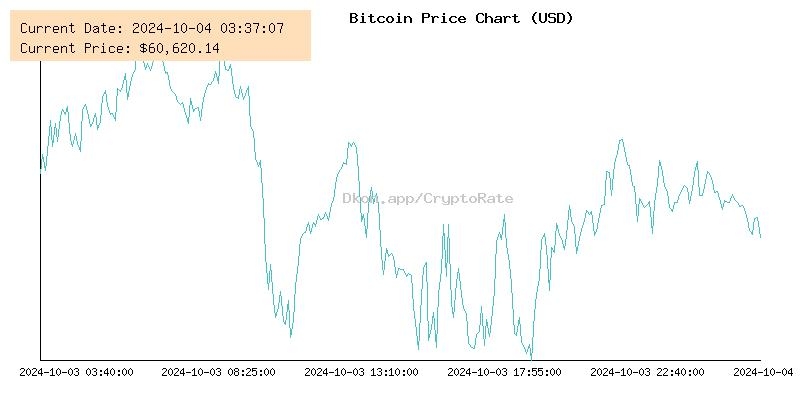 Bitcoin Price Chart (USD)
Current Date: 2024-10-04 03:37:07
Current Price: $60,620.14
Dkod.app/CryptoRate
2024-10-03 03:40:00 2024-10-03 08:25:00 2024-10-03 13:10:00 2024-10-03 17:55:00 2024-10-03 22:40:00 2024-10-04